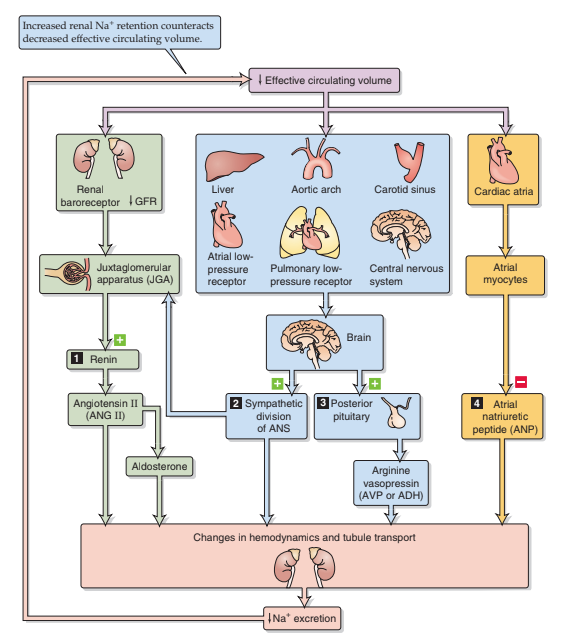 Increased renal Na⁺ retention counteracts
decreased effective circulating volume.
↓ Effective circulating volume
Renal
baroreceptor ↓ GFR
Liver
Aortic arch
Carotid sinus
Cardiac atria
Atrial low-
pressure
receptor
Pulmonary low-
pressure receptor
Central nervous
system
Juxtaglomerular
apparatus (JGA)
Atrial
myocytes
Brain
+
1 Renin
+
+
−
Angiotensin II
(ANG II)
2 Sympathetic
division
of ANS
3 Posterior
pituitary
4 Atrial
natriuretic
peptide (ANP)
Aldosterone
Arginine
vasopressin
(AVP or ADH)
Changes in hemodynamics and tubule transport
↓ Na⁺ excretion